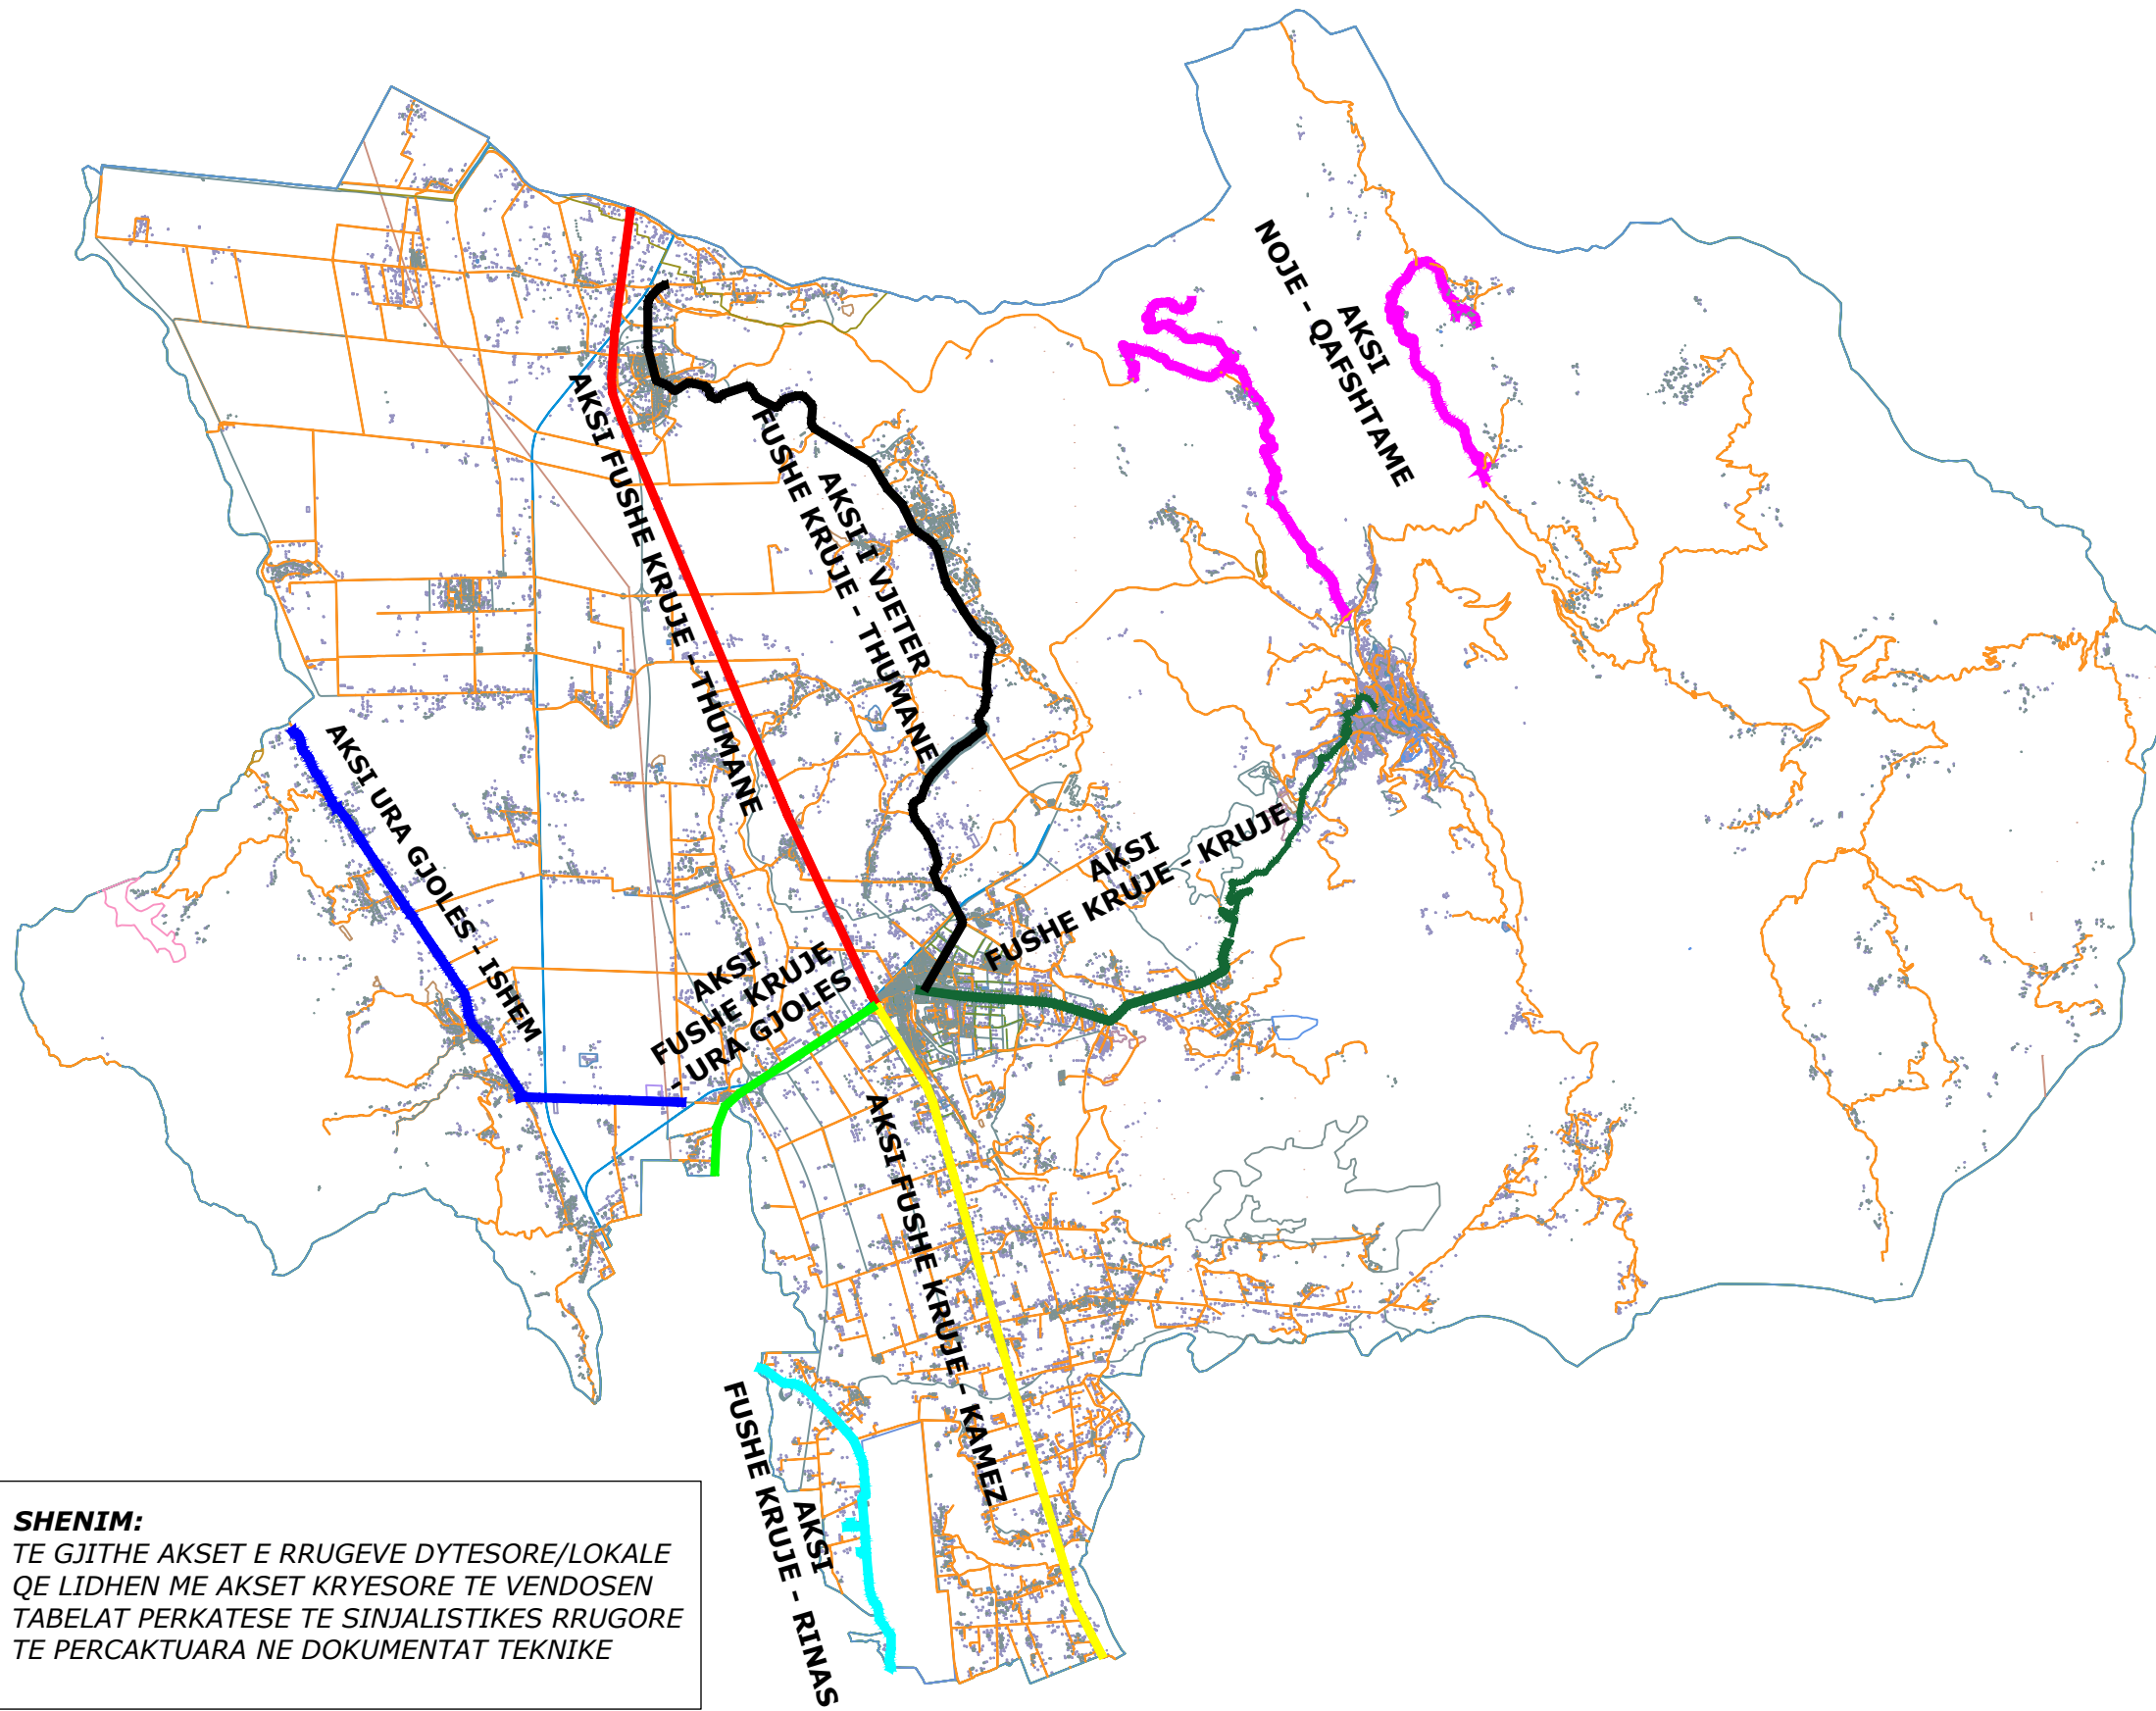 AKSI
NOJE - QAFSHTAME
AKSI FUSHE KRUJE - THUMANE
AKSI I VJETER
FUSHE KRUJE - THUMANE
AKSI URA GJOLES - ISHEM
AKSI
FUSHE KRUJE - KRUJE
AKSI
FUSHE KRUJE
- URA GJOLES
AKSI FUSHE KRUJE - KAMEZ
AKSI
FUSHE KRUJE - RINAS
SHENIM:
TE GJITHE AKSET E RRUGEVE DYTESORE/LOKALE
QE LIDHEN ME AKSET KRYESORE TE VENDOSEN
TABELAT PERKATESE TE SINJALISTIKES RRUGORE
TE PERCAKTUARA NE DOKUMENTAT TEKNIKE